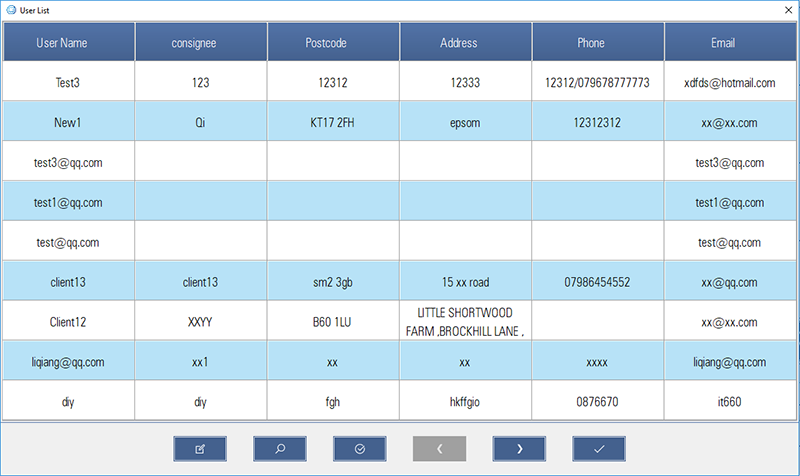 User List
User Name consignee Postcode Address Phone Email
Test3 123 12312 12333 12312/079678777773 xdfds@hotmail.com
New1 Qi KT17 2FH epsom 12312312 xx@xx.com
test3@qq.com test3@qq.com
test1@qq.com test1@qq.com
test@qq.com test@qq.com
client13 client13 sm2 3gb 15 xx road 07986454552 xx@qq.com
Client12 XXYY B60 1LU LITTLE SHORTWOOD xx@xx.com
FARM ,BROCKHILL LANE ,
liqiang@qq.com xx1 xx xx xxxx liqiang@qq.com
diy diy fgh hkffgio 0876670 it660